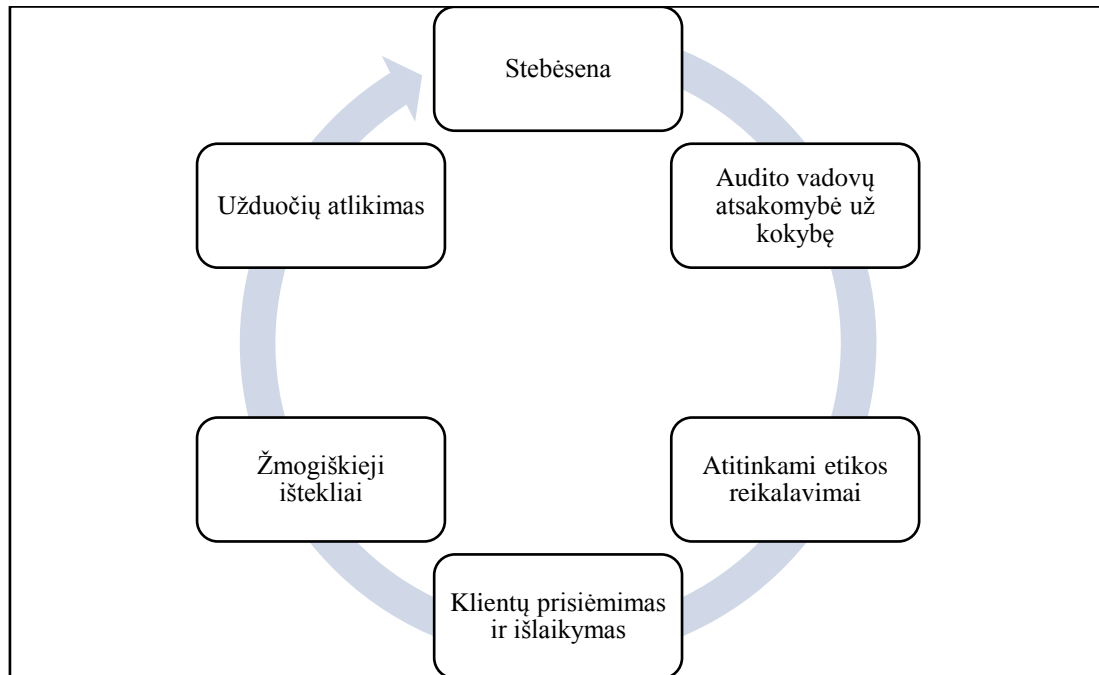 Stebėsena
Audito vadovų
atsakomybė už
kokybę
Atitinkami etikos
reikalavimai
Klientų prisiėmimas
ir išlaikymas
Žmogiškieji
ištekliai
Užduočių atlikimas